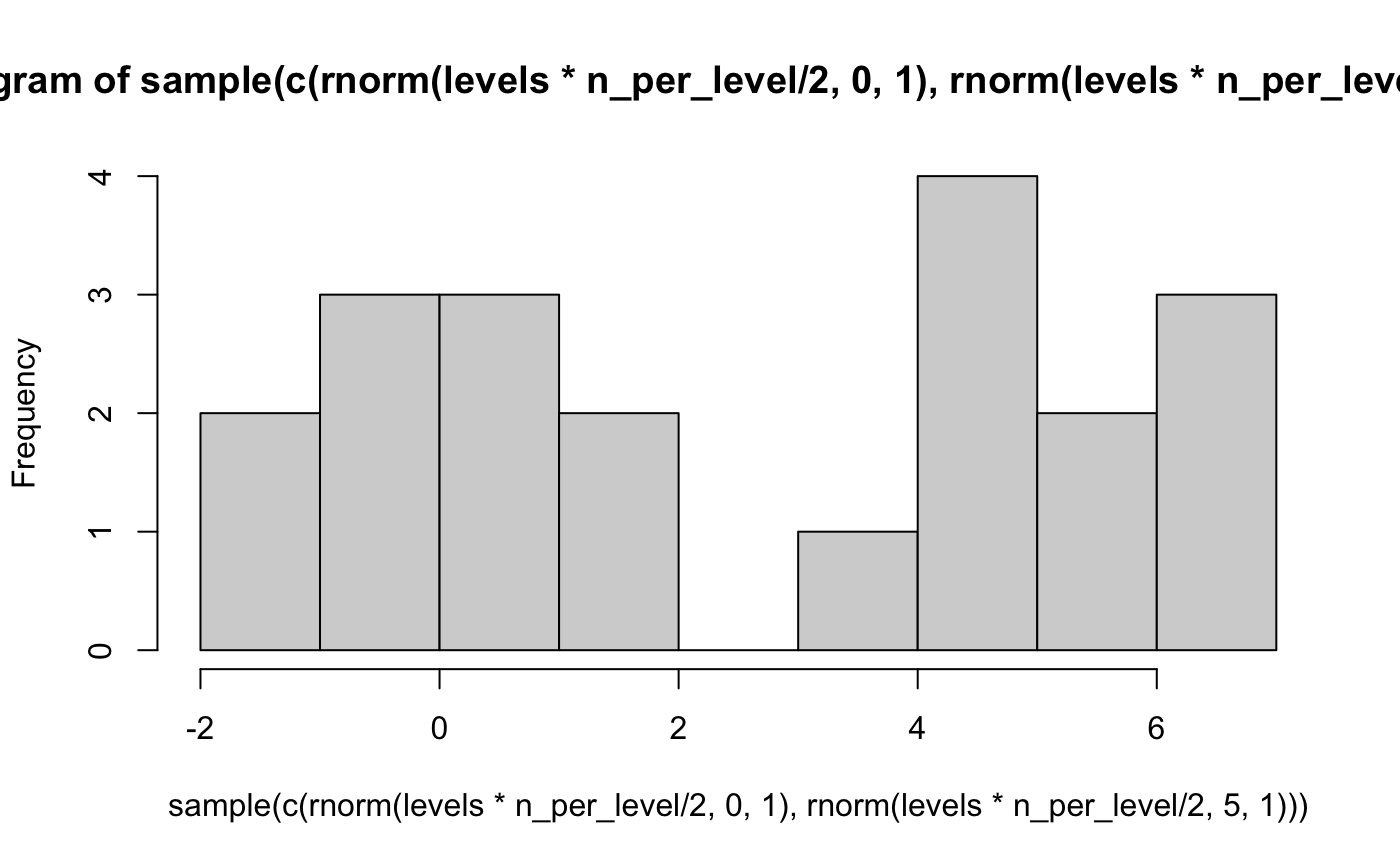 gram of sample(c(rnorm(levels * n_per_level/2, 0, 1), rnorm(levels * n_per_leve
Frequency
4
3
2
1
0
-2 0 2 4 6
sample(c(rnorm(levels * n_per_level/2, 0, 1), rnorm(levels * n_per_level/2, 5, 1)))